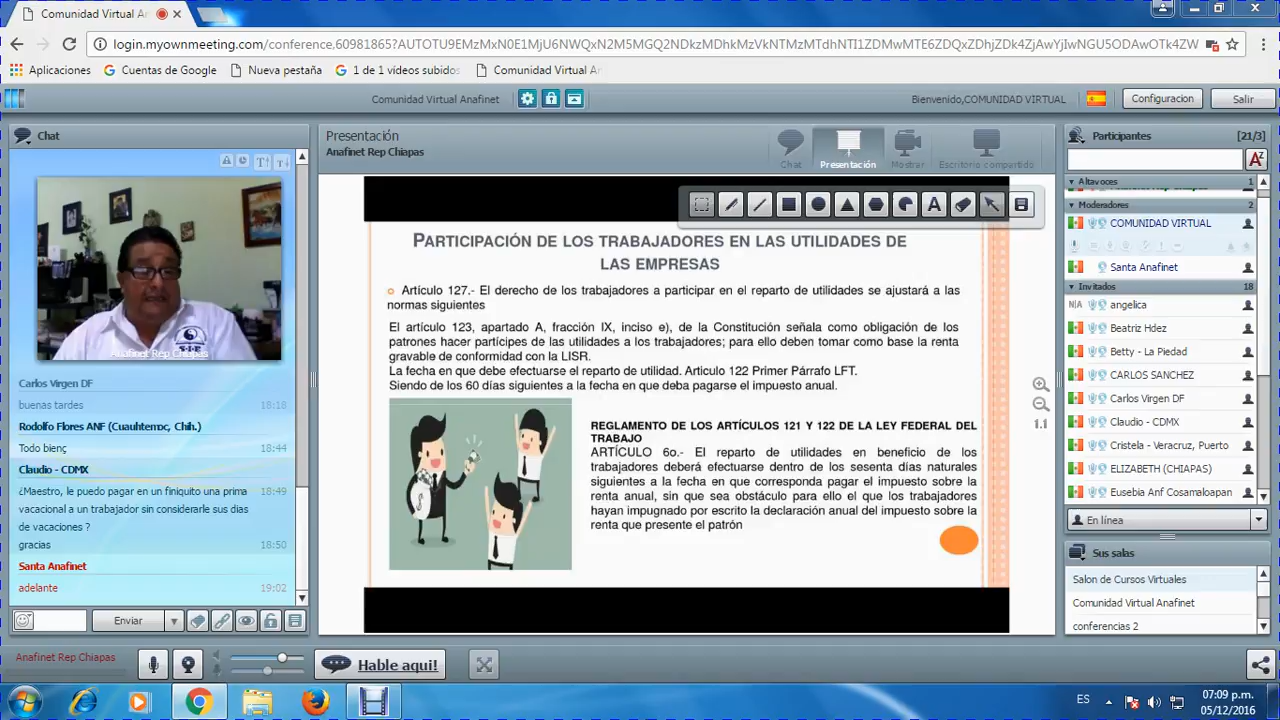 Comunidad Virtual An
login.myownmeeting.com/conference.60981865?AUTOTU9EMzMxN0E1MjU6NWQxN2M5MGQ2NDkzMDhkMzVkNTMzMTdhNTI1ZDMwMTE6ZDQxZDhjZDk4ZjAwYjIwNGU5ODAwOTk4ZW
Aplicaciones
Cuentas de Google
Nueva pestaña
1 de 1 vídeos subidos
Comunidad Virtual An
Comunidad Virtual Anafinet
Bienvenido,COMUNIDAD VIRTUAL
Configuracion
Salir
Chat
Anafinet Rep Chiapas
Carlos Virgen DF
buenas tardes 18:18
Rodolfo Flores ANF (Cuauhtemoc, Chih.)
Todo bienç 18:44
Claudio - CDMX
¿Maestro, le puedo pagar en un finiquito una prima 18:49
vacacional a un trabajador sin considerarle sus dias
de vacaciones ?
gracias 18:50
Santa Anafinet
adelante 19:02
Enviar
Presentación
Anafinet Rep Chiapas
Chat
Presentación
Mostrar
Escritorio compartido
PARTICIPACIÓN DE LOS TRABAJADORES EN LAS UTILIDADES DE
LAS EMPRESAS
Artículo 127.- El derecho de los trabajadores a participar en el reparto de utilidades se ajustará a las
normas siguientes
El artículo 123, apartado A, fracción IX, inciso e), de la Constitución señala como obligación de los
patrones hacer partícipes de las utilidades a los trabajadores; para ello deben tomar como base la renta
gravable de conformidad con la LISR.
La fecha en que debe efectuarse el reparto de utilidad. Articulo 122 Primer Párrafo LFT.
Siendo de los 60 días siguientes a la fecha en que deba pagarse el impuesto anual.
REGLAMENTO DE LOS ARTÍCULOS 121 Y 122 DE LA LEY FEDERAL DEL
TRABAJO
ARTÍCULO 6o.- El reparto de utilidades en beneficio de los
trabajadores deberá efectuarse dentro de los sesenta días naturales
siguientes a la fecha en que corresponda pagar el impuesto sobre la
renta anual, sin que sea obstáculo para ello el que los trabajadores
hayan impugnado por escrito la declaración anual del impuesto sobre la
renta que presente el patrón
1.1
Participantes [21/3]
Altavoces 1
Anafinet Rep Chiapas
Moderadores 2
COMUNIDAD VIRTUAL
Santa Anafinet
Invitados 18
N/A angelica
Beatriz Hdez
Betty - La Piedad
CARLOS SANCHEZ
Carlos Virgen DF
Claudio - CDMX
Cristela - Veracruz, Puerto
ELIZABETH (CHIAPAS)
Eusebia Anf Cosamaloapan
En línea
Sus salas
Salon de Cursos Virtuales
Comunidad Virtual Anafinet
conferencias 2
Anafinet Rep Chiapas
Hable aqui!
ES
07:09 p.m.
05/12/2016